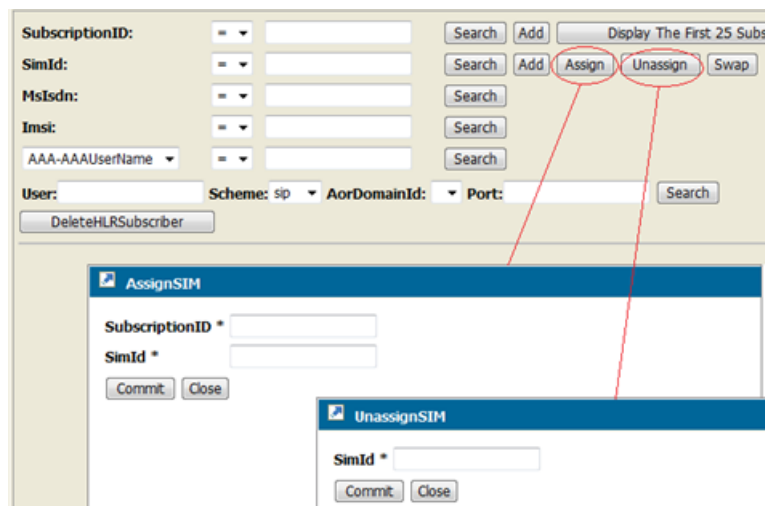 SubscriptionID: = Search Add Display The First 25 Subs
SimId: = Search Add Assign Unassign Swap
MsIsdn: = Search
Imsi: = Search
AAA-AAAUserName = Search
User: Scheme: sip AorDomainId: Port: Search
DeleteHLRSubscriber
AssignSIM
SubscriptionID *
SimId *
Commit Close
UnassignSIM
SimId *
Commit Close